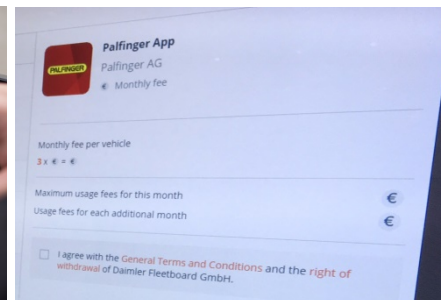 Palfinger App
PALFINGER
Palfinger AG
€ Monthly fee
Monthly fee per vehicle
3 x € = €
Maximum usage fees for this month €
Usage fees for each additional month €
I agree with the General Terms and Conditions and the right of
withdrawal of Daimler Fleetboard GmbH.